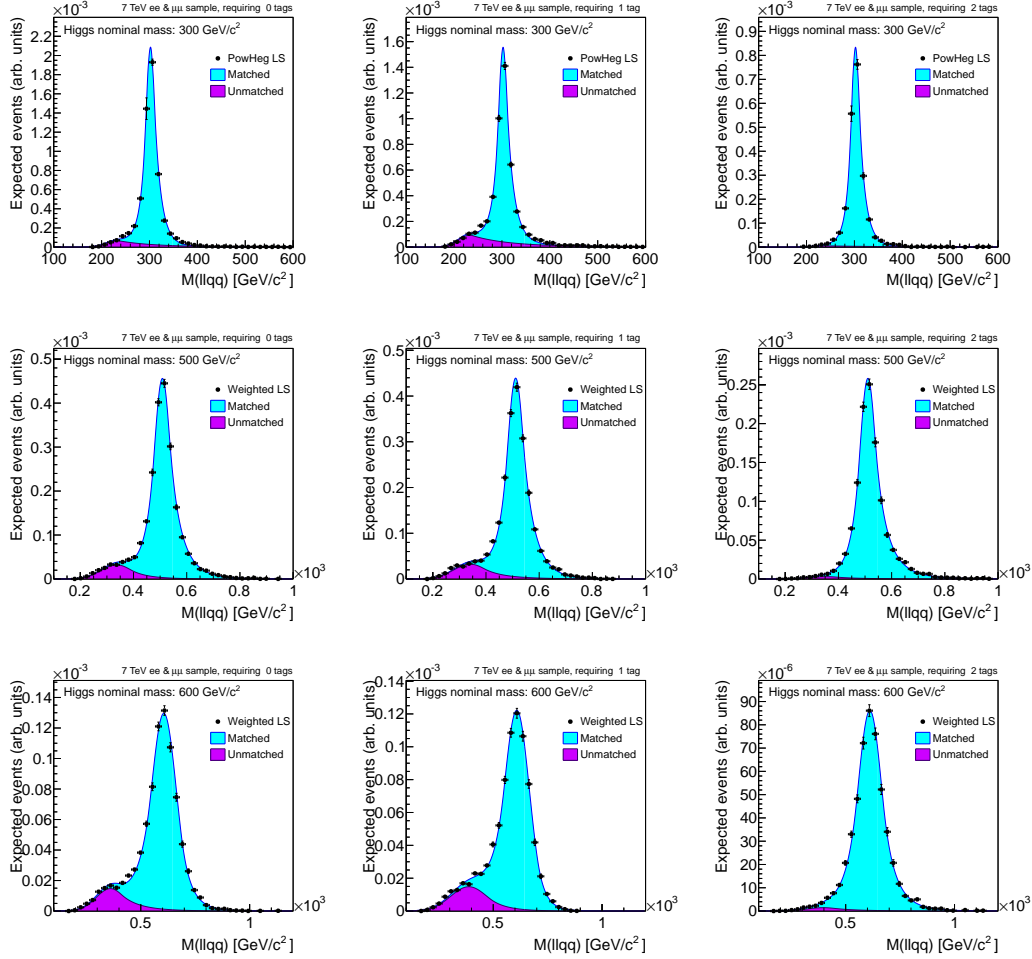 ×10⁻³ 7 TeV ee & μμ sample, requiring 0 tags
Higgs nominal mass: 300 GeV/c²
PowHeg LS
Matched
Unmatched
Expected events (arb. units)
2.2
2
1.8
1.6
1.4
1.2
1
0.8
0.6
0.4
0.2
0
100 200 300 400 500 600
M(llqq) [GeV/c²]
×10⁻³ 7 TeV ee & μμ sample, requiring 1 tag
Higgs nominal mass: 300 GeV/c²
PowHeg LS
Matched
Unmatched
Expected events (arb. units)
1.6
1.4
1.2
1
0.8
0.6
0.4
0.2
0
100 200 300 400 500 600
M(llqq) [GeV/c²]
×10⁻³ 7 TeV ee & μμ sample, requiring 2 tags
Higgs nominal mass: 300 GeV/c²
PowHeg LS
Matched
Unmatched
Expected events (arb. units)
0.9
0.8
0.7
0.6
0.5
0.4
0.3
0.2
0.1
0
100 200 300 400 500 600
M(llqq) [GeV/c²]
×10⁻³ 7 TeV ee & μμ sample, requiring 0 tags
Higgs nominal mass: 500 GeV/c²
Weighted LS
Matched
Unmatched
Expected events (arb. units)
0.5
0.4
0.3
0.2
0.1
0
0.2 0.4 0.6 0.8 1
×10³
M(llqq) [GeV/c²]
×10⁻³ 7 TeV ee & μμ sample, requiring 1 tag
Higgs nominal mass: 500 GeV/c²
Weighted LS
Matched
Unmatched
Expected events (arb. units)
0.5
0.4
0.3
0.2
0.1
0
0.2 0.4 0.6 0.8 1
×10³
M(llqq) [GeV/c²]
×10⁻³ 7 TeV ee & μμ sample, requiring 2 tags
Higgs nominal mass: 500 GeV/c²
Weighted LS
Matched
Unmatched
Expected events (arb. units)
0.25
0.2
0.15
0.1
0.05
0
0.2 0.4 0.6 0.8 1
×10³
M(llqq) [GeV/c²]
×10⁻³ 7 TeV ee & μμ sample, requiring 0 tags
Higgs nominal mass: 600 GeV/c²
Weighted LS
Matched
Unmatched
Expected events (arb. units)
0.14
0.12
0.1
0.08
0.06
0.04
0.02
0
0.5 1
×10³
M(llqq) [GeV/c²]
×10⁻³ 7 TeV ee & μμ sample, requiring 1 tag
Higgs nominal mass: 600 GeV/c²
Weighted LS
Matched
Unmatched
Expected events (arb. units)
0.14
0.12
0.1
0.08
0.06
0.04
0.02
0
0.5 1
×10³
M(llqq) [GeV/c²]
×10⁻⁶ 7 TeV ee & μμ sample, requiring 2 tags
Higgs nominal mass: 600 GeV/c²
Weighted LS
Matched
Unmatched
Expected events (arb. units)
90
80
70
60
50
40
30
20
10
0
0.5 1
×10³
M(llqq) [GeV/c²]